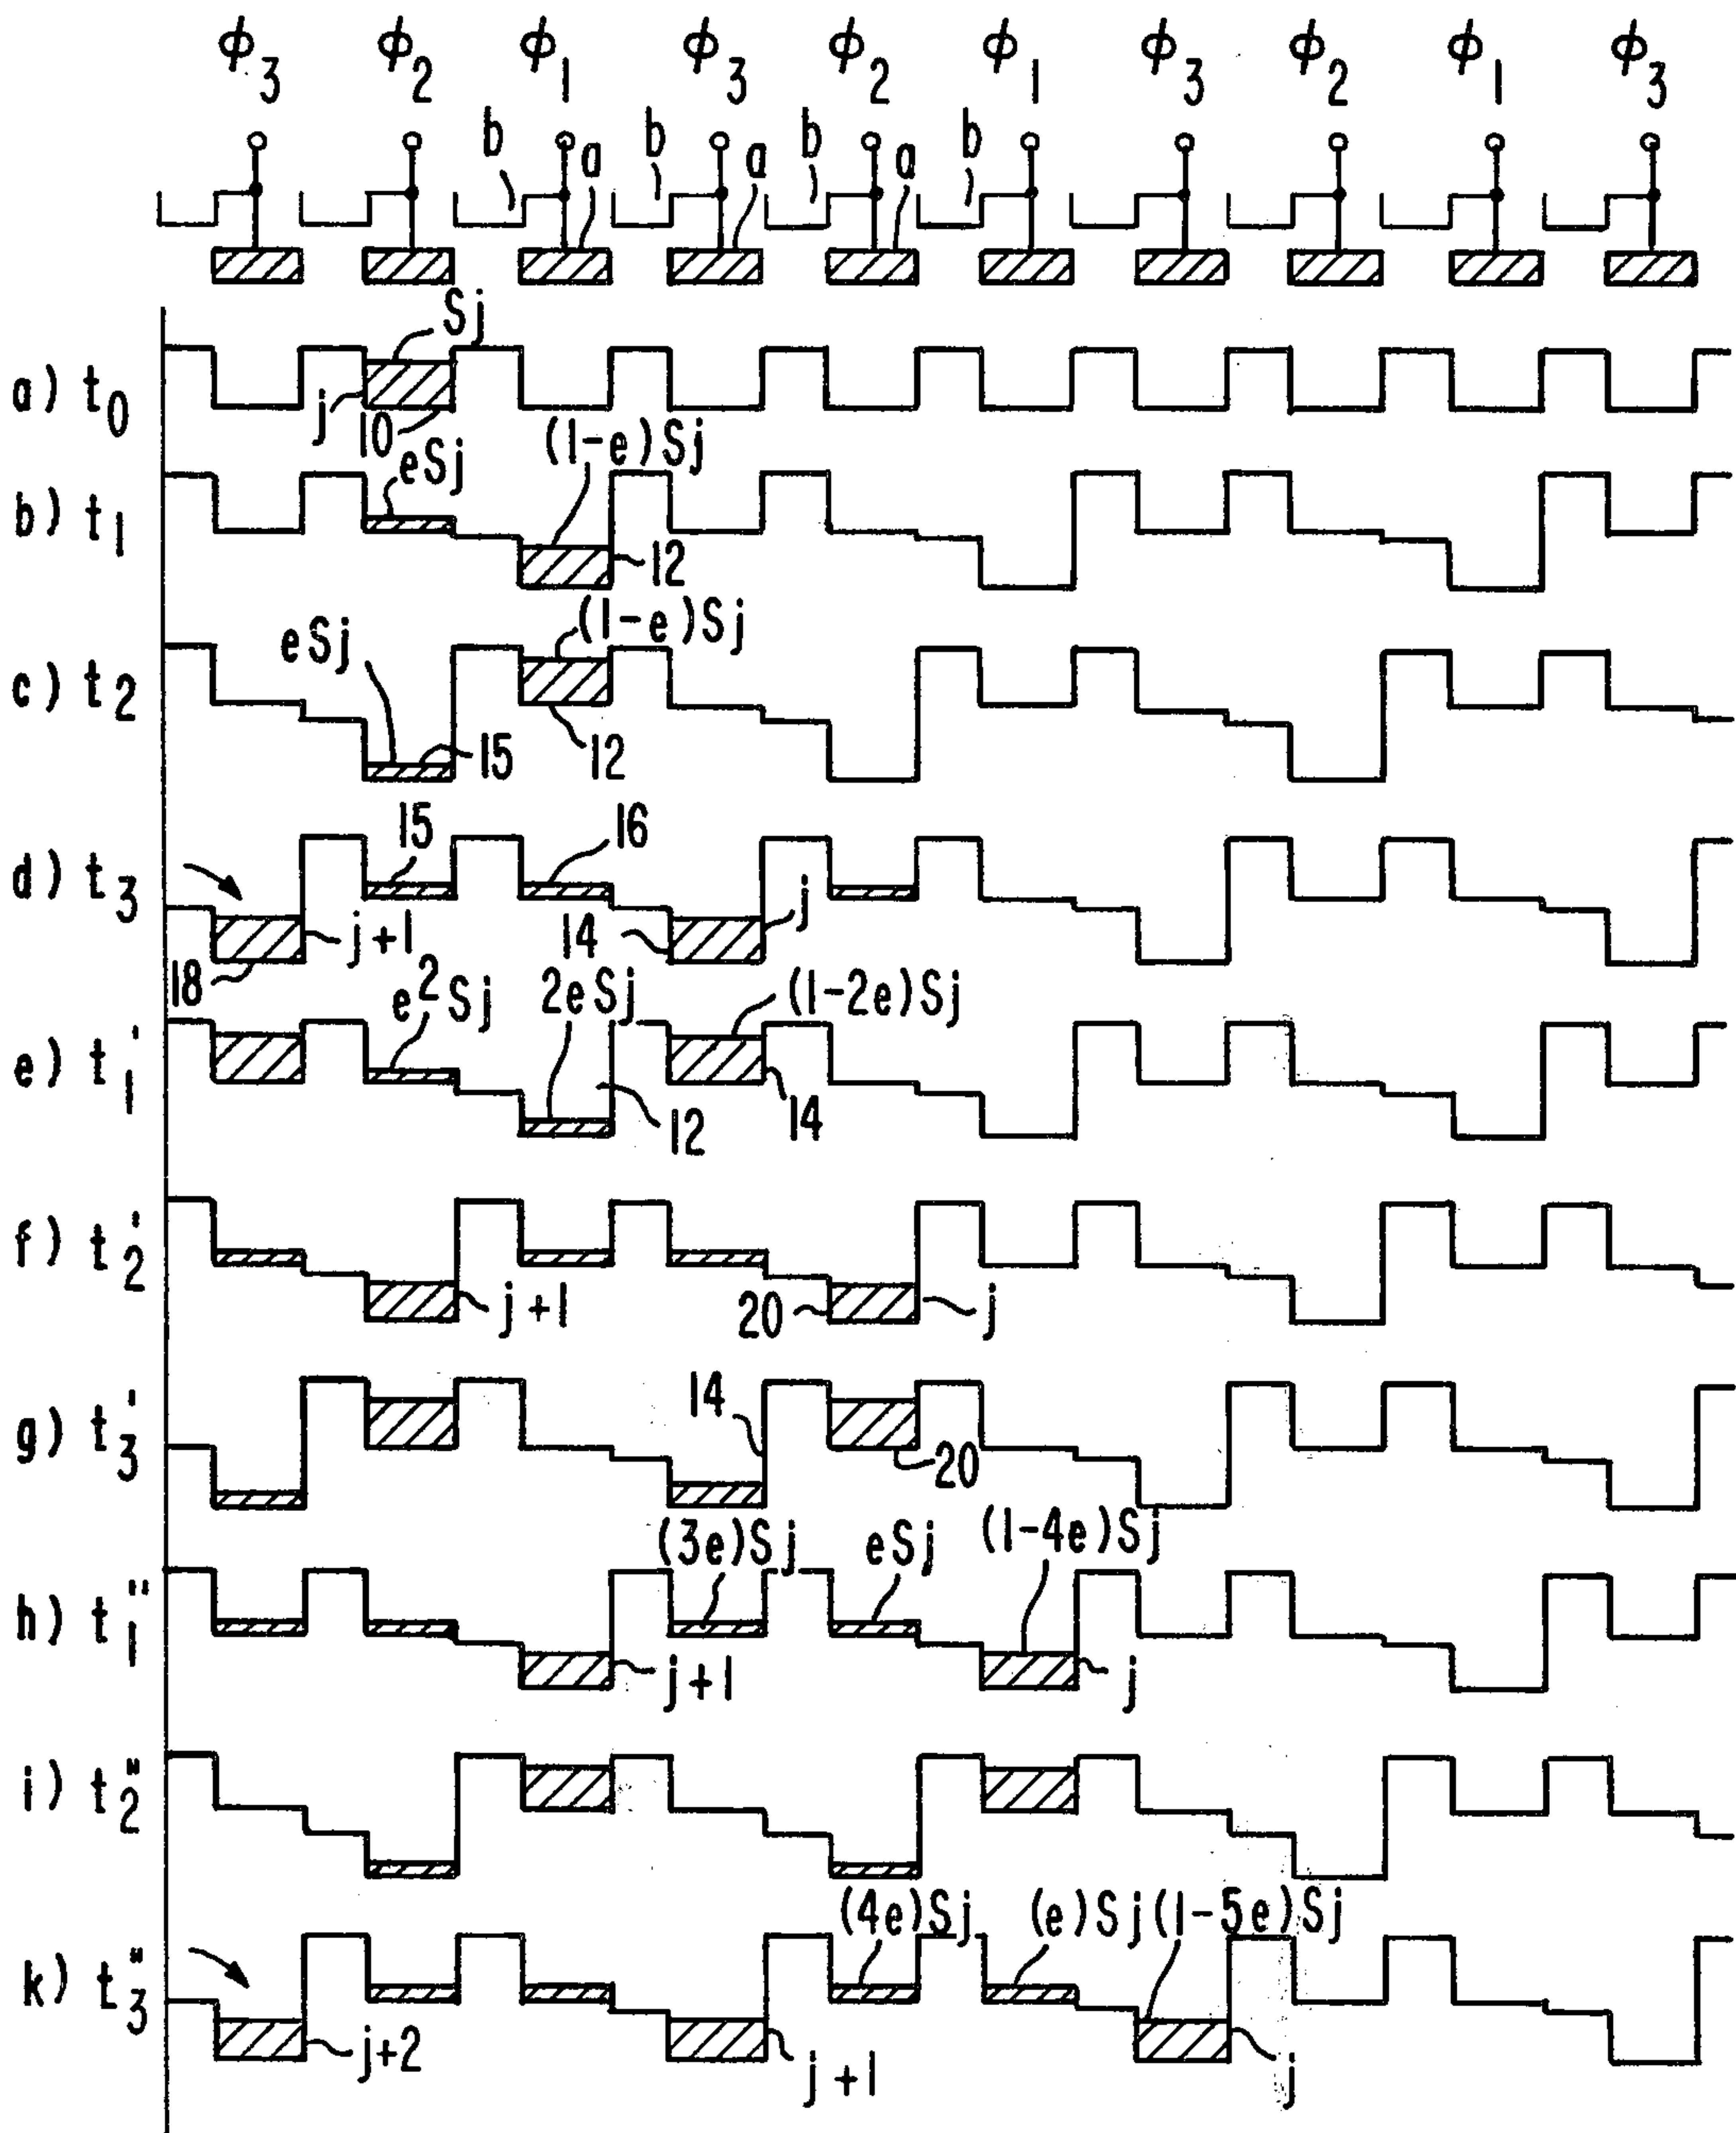 ϕ3 ϕ2 ϕ1 ϕ3 ϕ2 ϕ1 ϕ3 ϕ2 ϕ1 ϕ3
b a b a b a b
Sj
a) t0 j 10
eSj (1-e)Sj
b) t1 12
eSj (1-e)Sj
c) t2 15 12
15 16
d) t3 j+1 14 j
18
e²Sj 2eSj (1-2e)Sj
e) t1' 12 14
f) t2' j+1 20 j
14
g) t3' 20
(3e)Sj eSj (1-4e)Sj
h) t1'' j+1 j
i) t2''
(4e)Sj (e)Sj (1-5e)Sj
k) t3'' j+2 j+1 j